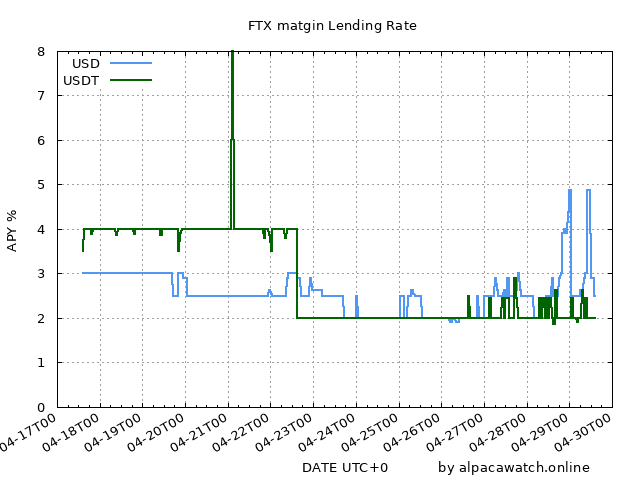 FTX matgin Lending Rate
USD
USDT
8
7
6
5
4
3
2
1
0
APY %
04-17T00
04-18T00
04-19T00
04-20T00
04-21T00
04-22T00
04-23T00
04-24T00
04-25T00
04-26T00
04-27T00
04-28T00
04-29T00
04-30T00
DATE UTC+0
by alpacawatch.online